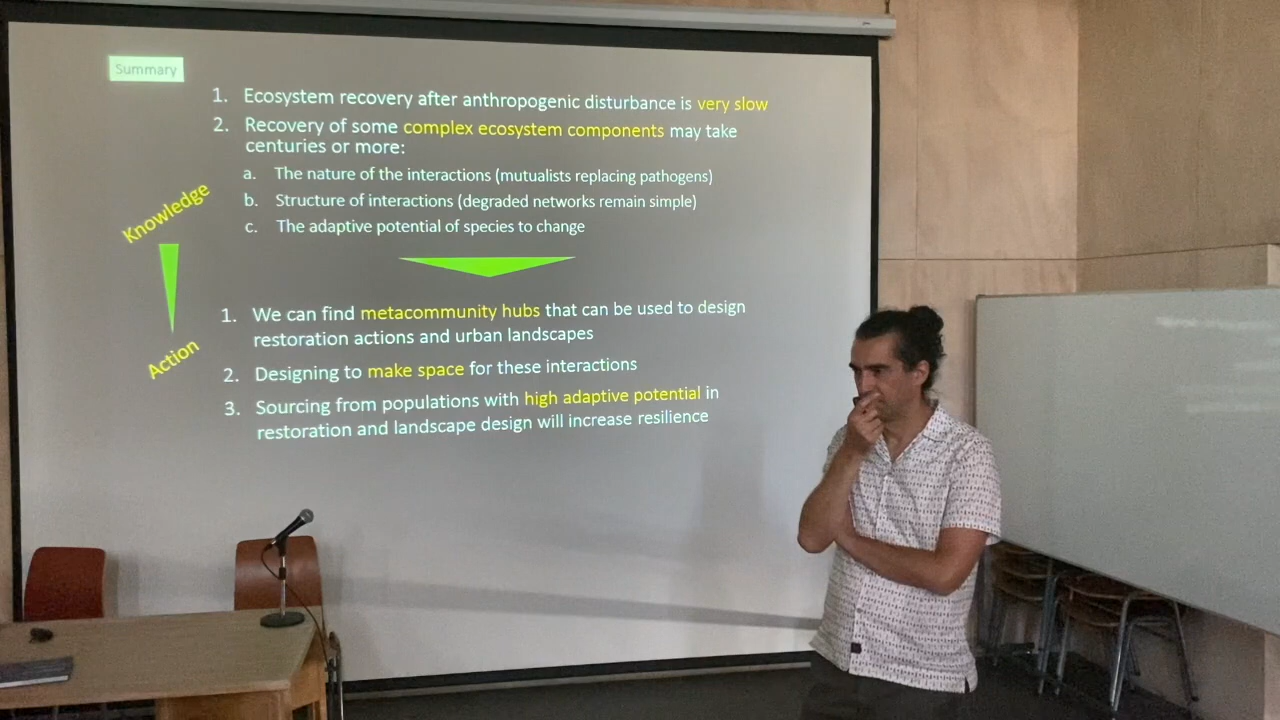 Summary
1. Ecosystem recovery after anthropogenic disturbance is very slow
2. Recovery of some complex ecosystem components may take
centuries or more:
a. The nature of the interactions (mutualists replacing pathogens)
b. Structure of interactions (degraded networks remain simple)
c. The adaptive potential of species to change
Knowledge
Action
1. We can find metacommunity hubs that can be used to design
restoration actions and urban landscapes
2. Designing to make space for these interactions
3. Sourcing from populations with high adaptive potential in
restoration and landscape design will increase resilience